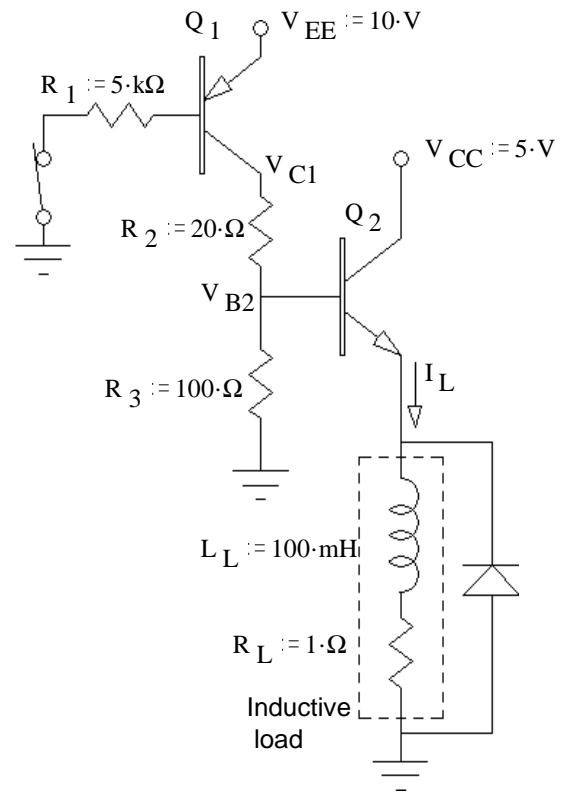 Q 1
V EE := 10·V
R 1 := 5·kΩ
V CC := 5·V
V C1
Q 2
R 2 := 20·Ω
V B2
I L
R 3 := 100·Ω
L L := 100·mH
R L := 1·Ω
Inductive
load